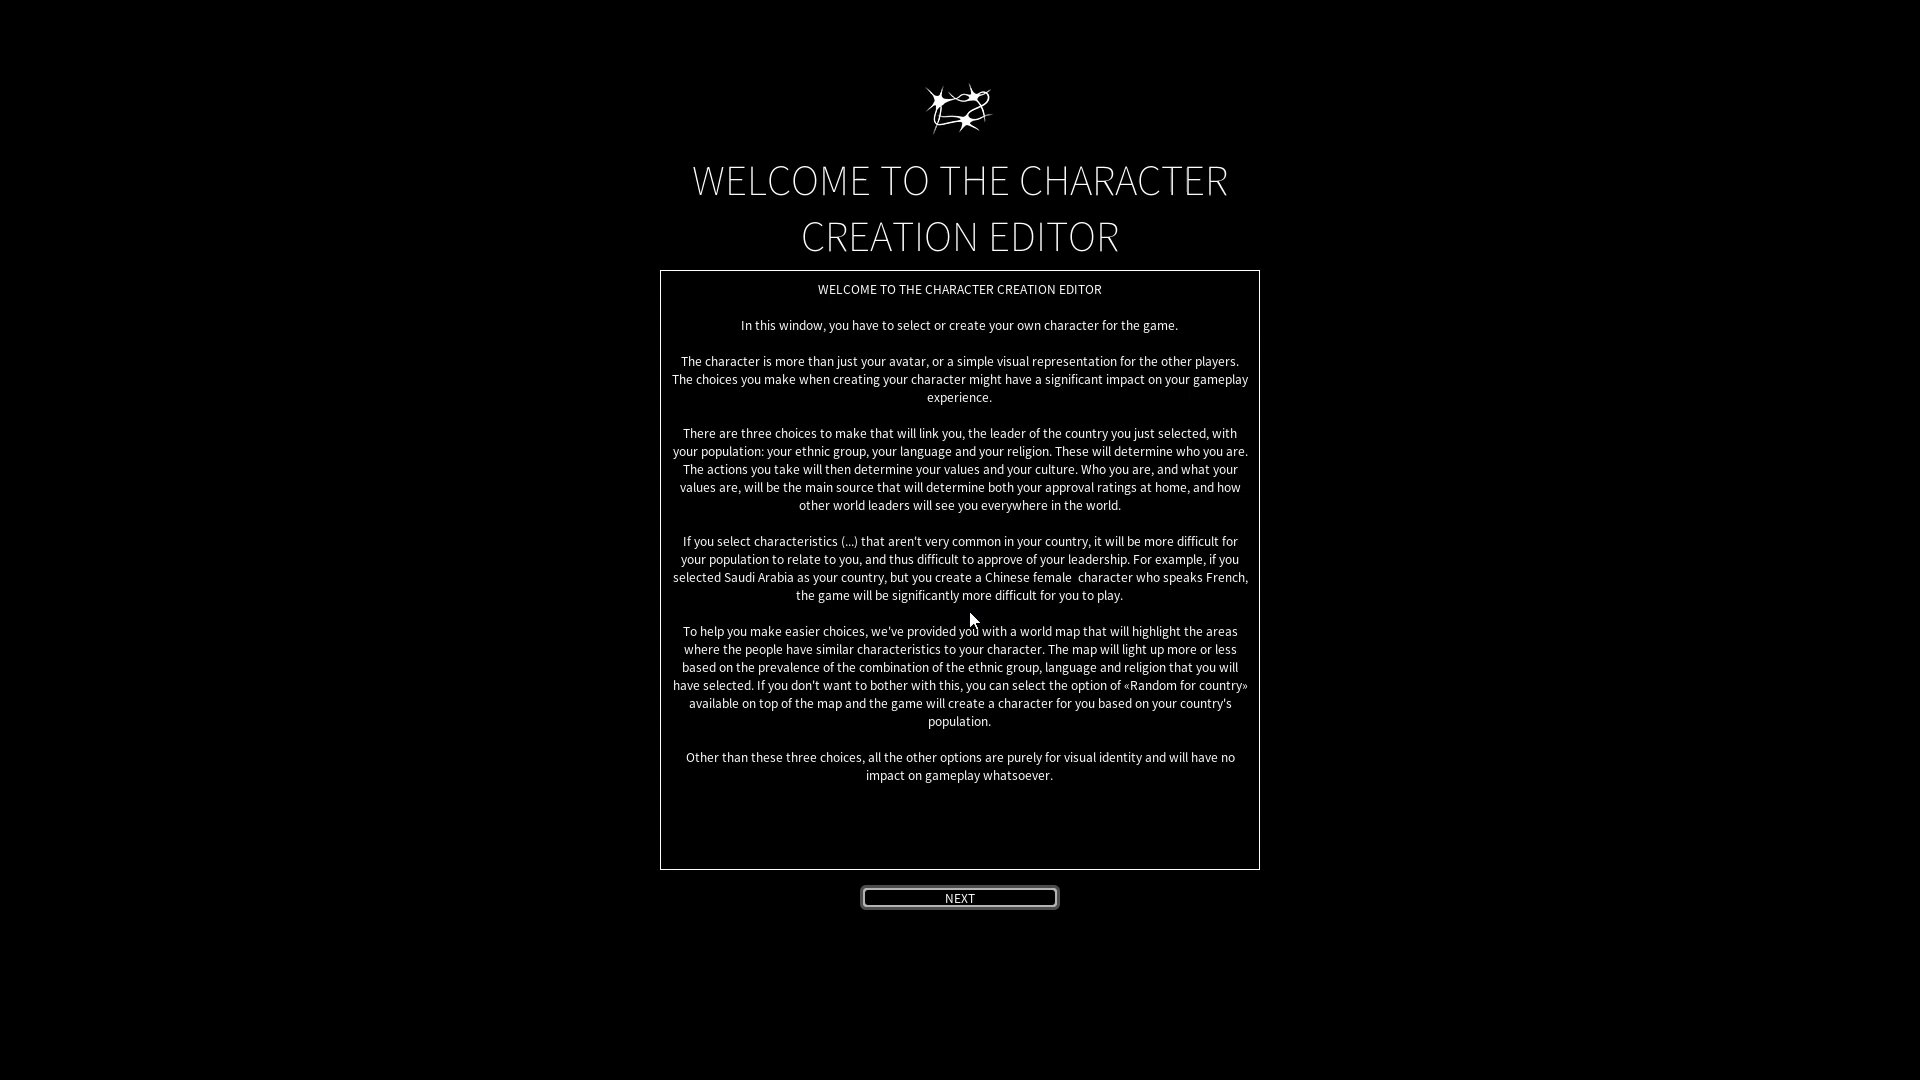 WELCOME TO THE CHARACTER
CREATION EDITOR
WELCOME TO THE CHARACTER CREATION EDITOR
In this window, you have to select or create your own character for the game.
The character is more than just your avatar, or a simple visual representation for the other players.
The choices you make when creating your character might have a significant impact on your gameplay
experience.
There are three choices to make that will link you, the leader of the country you just selected, with
your population: your ethnic group, your language and your religion. These will determine who you are.
The actions you take will then determine your values and your culture. Who you are, and what your
values are, will be the main source that will determine both your approval ratings at home, and how
other world leaders will see you everywhere in the world.
If you select characteristics (...) that aren't very common in your country, it will be more difficult for
your population to relate to you, and thus difficult to approve of your leadership. For example, if you
selected Saudi Arabia as your country, but you create a Chinese female  character who speaks French,
the game will be significantly more difficult for you to play.
To help you make easier choices, we've provided you with a world map that will highlight the areas
where the people have similar characteristics to your character. The map will light up more or less
based on the prevalence of the combination of the ethnic group, language and religion that you will
have selected. If you don't want to bother with this, you can select the option of «Random for country»
available on top of the map and the game will create a character for you based on your country's
population.
Other than these three choices, all the other options are purely for visual identity and will have no
impact on gameplay whatsoever.
NEXT